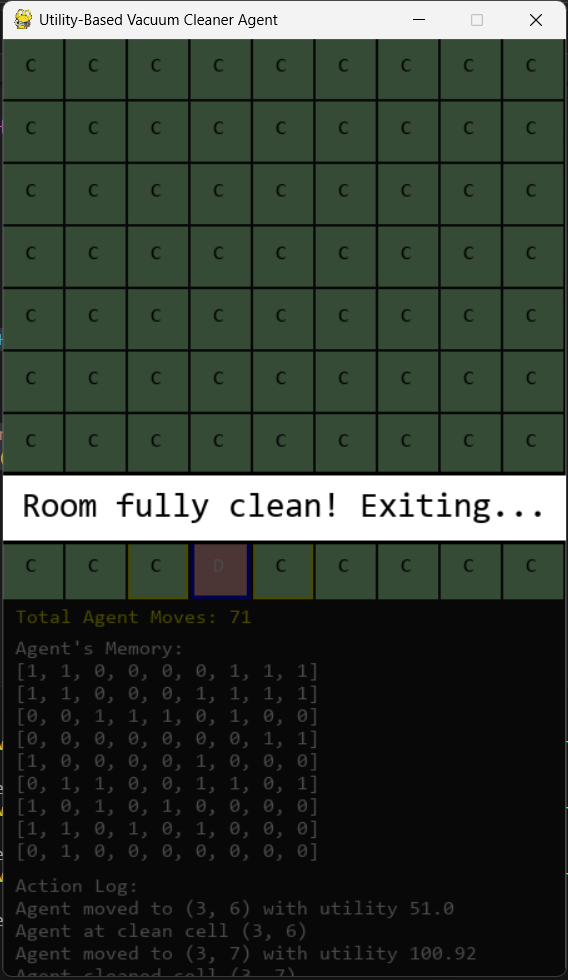 Utility-Based Vacuum Cleaner Agent
C C C C C C C C C
C C C C C C C C C
C C C C C C C C C
C C C C C C C C C
C C C C C C C C C
C C C C C C C C C
C C C C C C C C C
Room fully clean! Exiting...
C C C D C C C C C
Total Agent Moves: 71
Agent's Memory:
[1, 1, 0, 0, 0, 0, 1, 1, 1]
[1, 1, 0, 0, 0, 1, 1, 1, 1]
[0, 0, 1, 1, 1, 0, 1, 0, 0]
[0, 0, 0, 0, 0, 0, 0, 1, 1]
[1, 0, 0, 0, 0, 1, 0, 0, 0]
[0, 1, 1, 0, 0, 1, 1, 0, 1]
[1, 0, 1, 0, 1, 0, 0, 0, 0]
[1, 1, 0, 1, 0, 1, 0, 0, 0]
[0, 1, 0, 0, 0, 0, 0, 0, 0]
Action Log:
Agent moved to (3, 6) with utility 51.0
Agent at clean cell (3, 6)
Agent moved to (3, 7) with utility 100.92
Agent cleaned cell (3, 7)